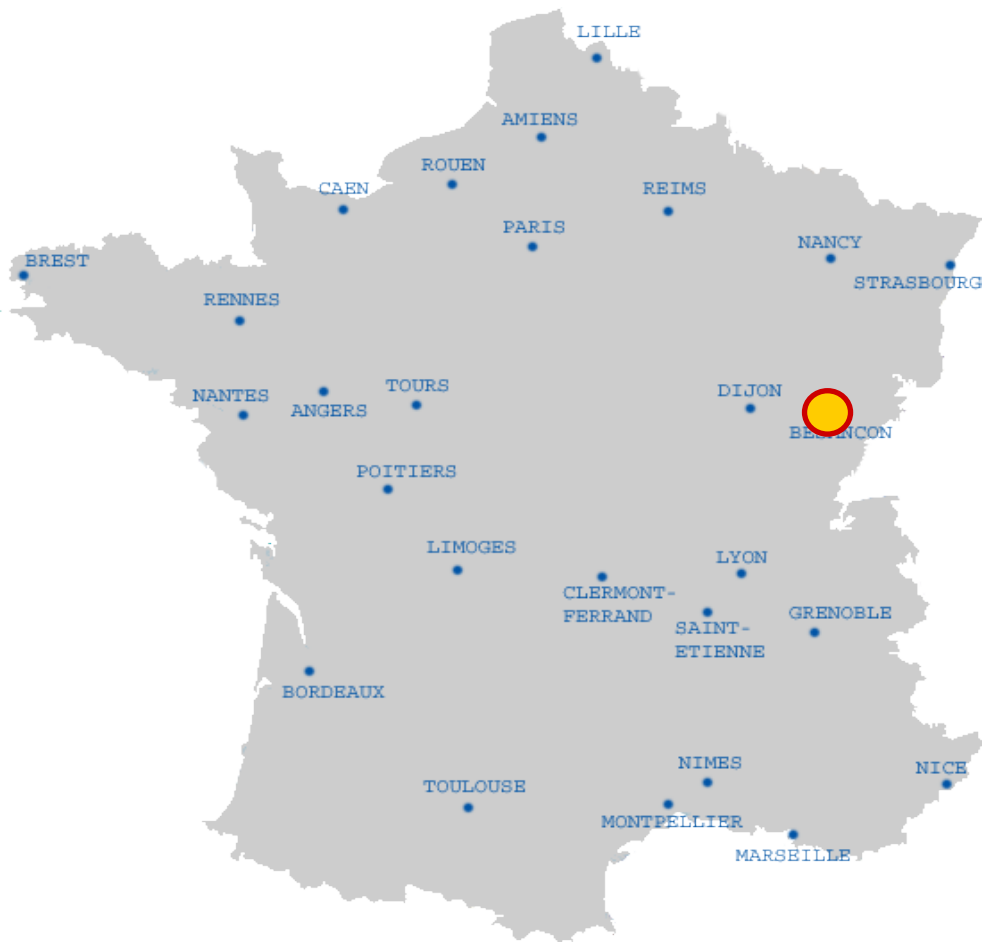 LILLE
AMIENS
ROUEN
CAEN
REIMS
PARIS
NANCY
BREST
STRASBOURG
RENNES
TOURS
DIJON
NANTES
ANGERS
BESANCON
POITIERS
LIMOGES
LYON
CLERMONT-
FERRAND
GRENOBLE
SAINT-
ETIENNE
BORDEAUX
NIMES
NICE
TOULOUSE
MONTPELLIER
MARSEILLE